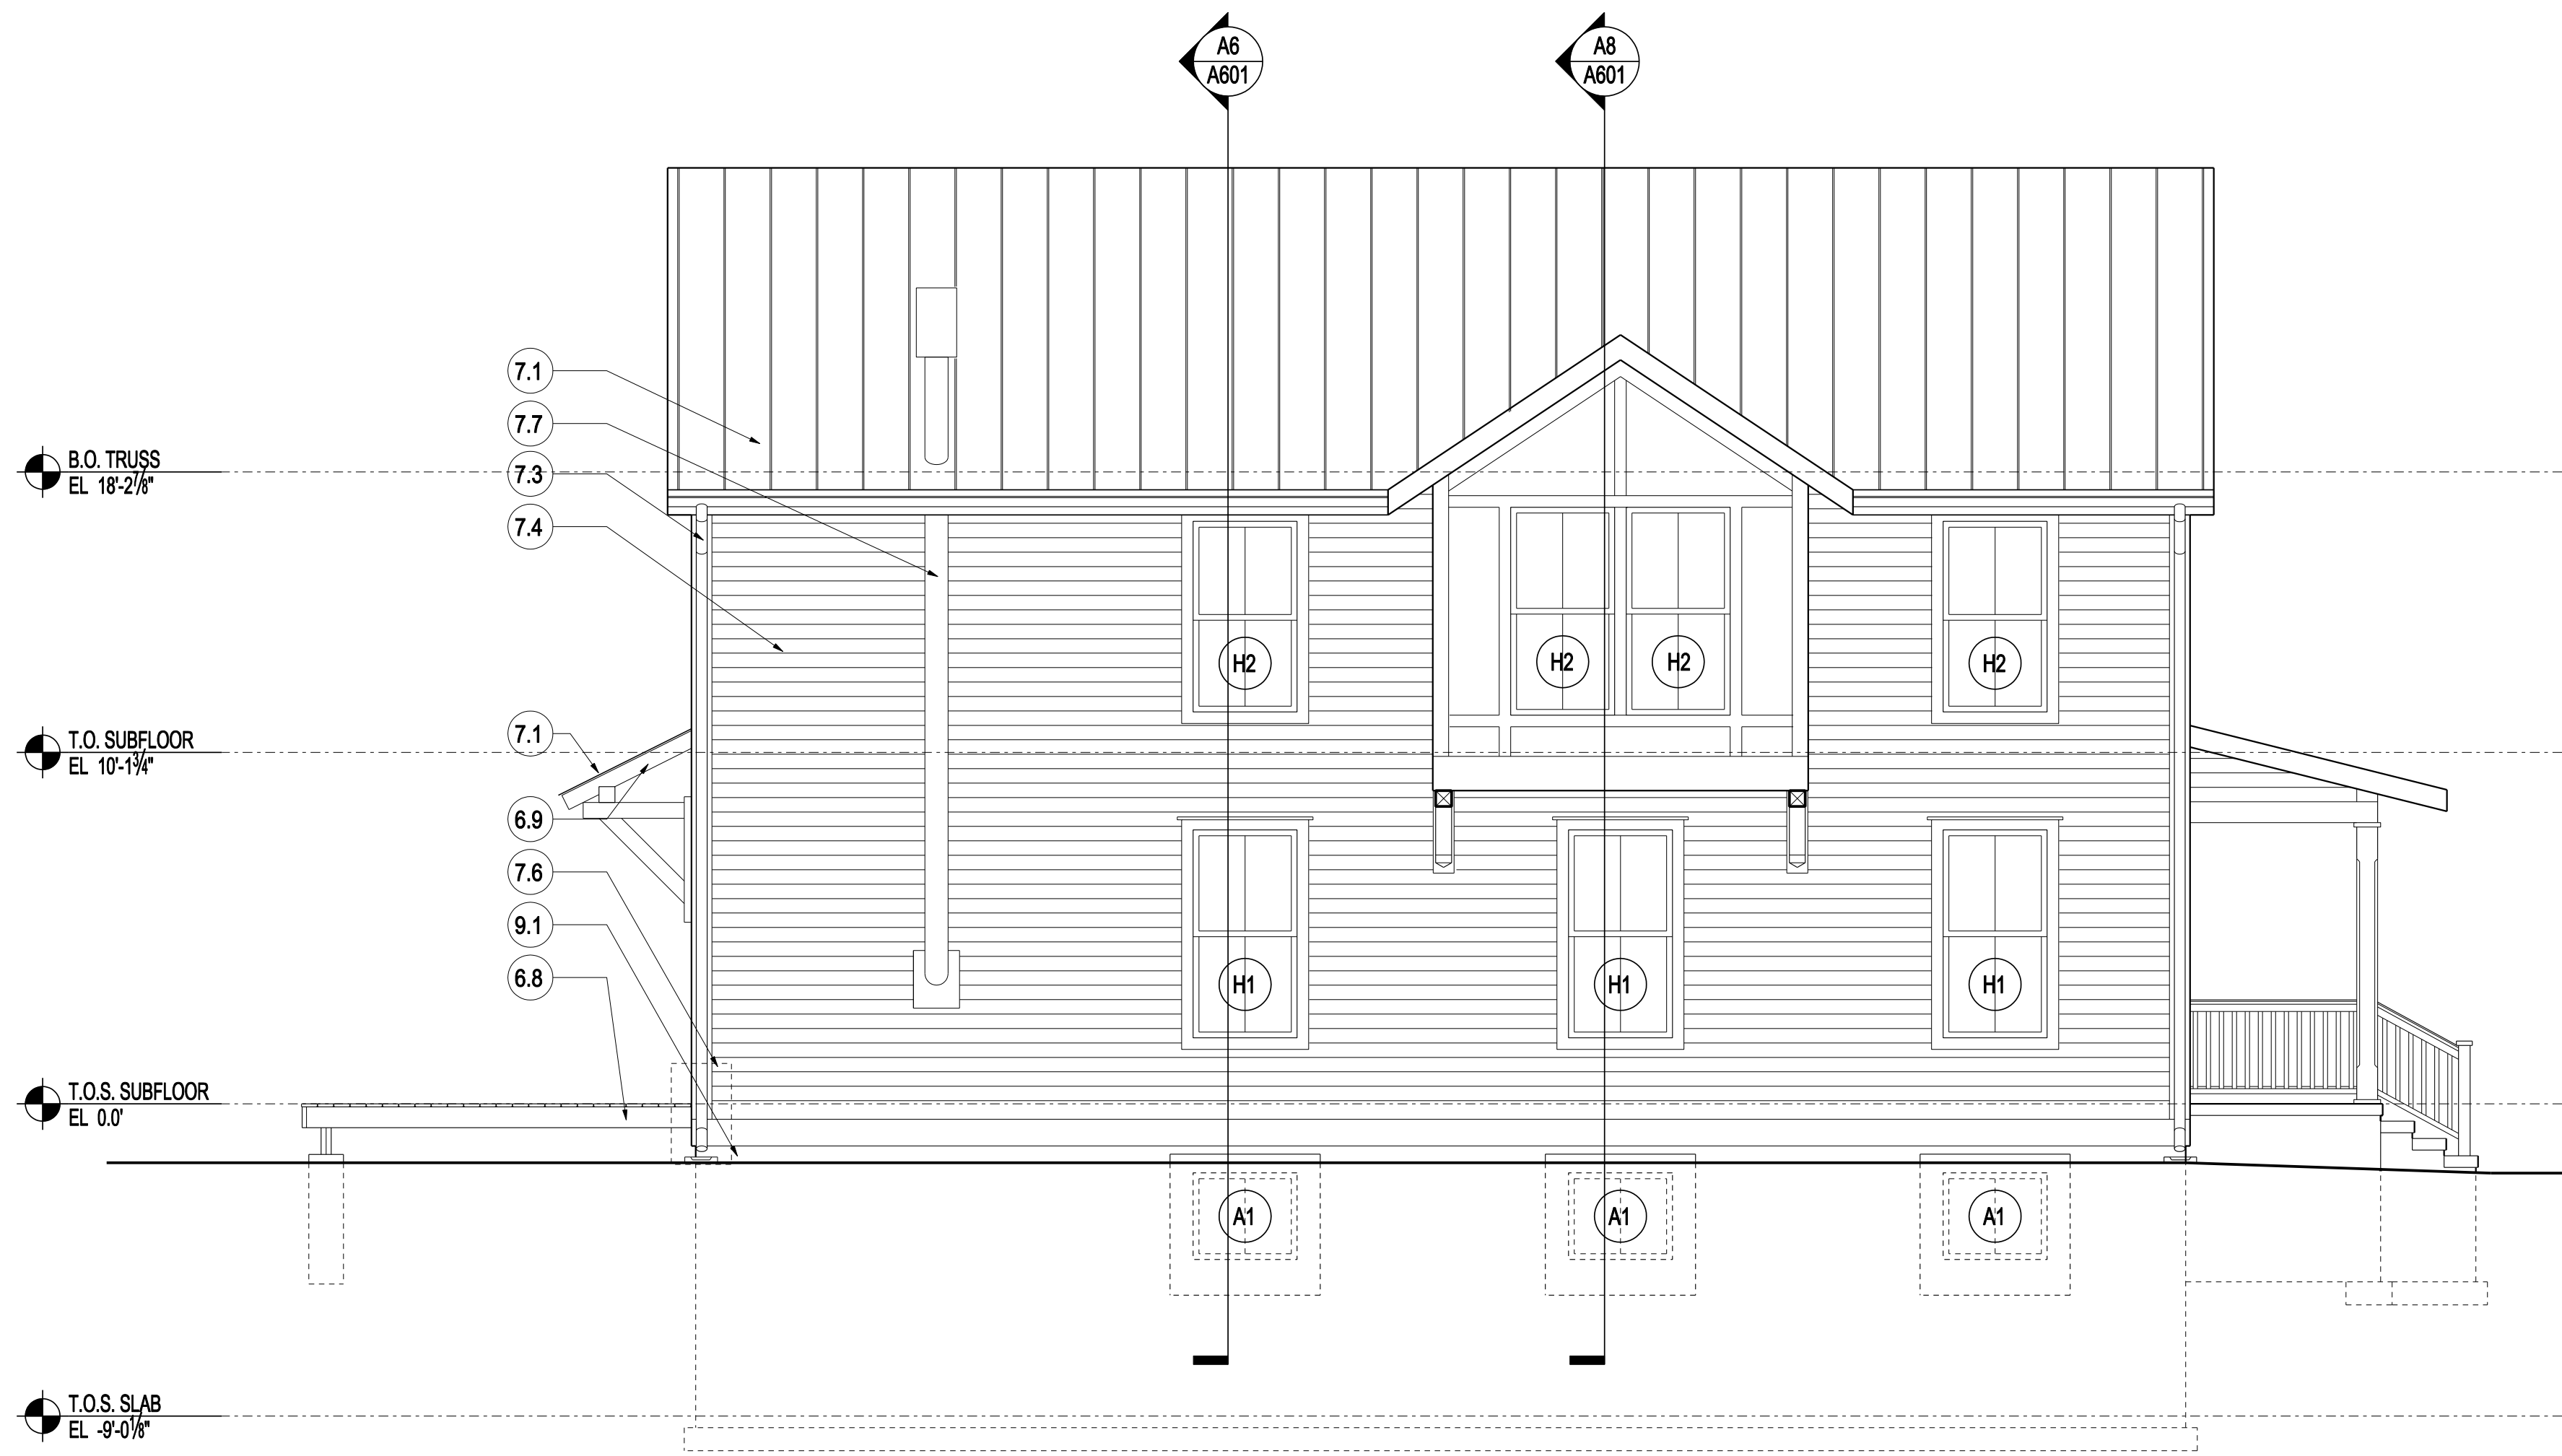 A6
A601
A8
A601
7.1
7.7
B.O. TRUSS
EL 18'-2⅞"
7.3
7.4
H2
H2
H2
H2
7.1
T.O. SUBFLOOR
EL 10'-1¾"
6.9
7.6
9.1
6.8
H1
H1
H1
T.O.S. SUBFLOOR
EL 0.0'
A1
A1
A1
T.O.S. SLAB
EL -9'-0⅛"